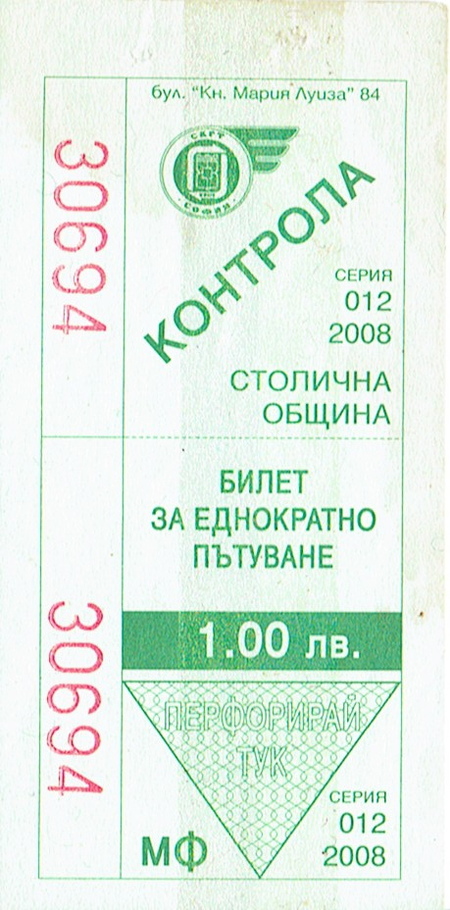 бул. "Кн. Мария Луиза" 84
СКГТ
СОФИЯ
КОНТРОЛА
СЕРИЯ
012
2008
СТОЛИЧНА
ОБЩИНА
30694
БИЛЕТ
ЗА ЕДНОКРАТНО
ПЪТУВАНЕ
1.00 лв.
ПЕРФОРИРАЙ
ТУК
СЕРИЯ
012
2008
МФ
30694